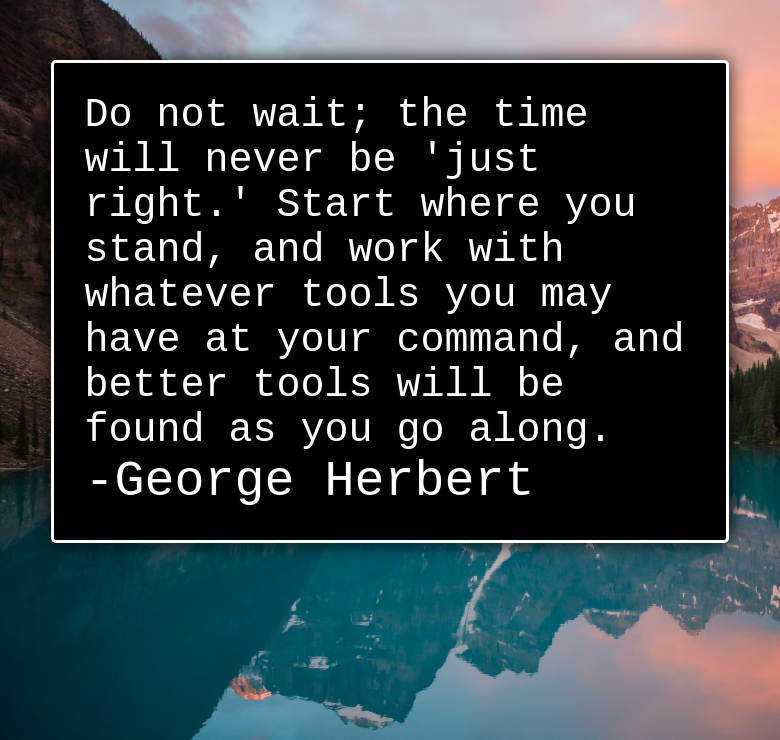 Do not wait; the time
will never be 'just
right.' Start where you
stand, and work with
whatever tools you may
have at your command, and
better tools will be
found as you go along.
-George Herbert